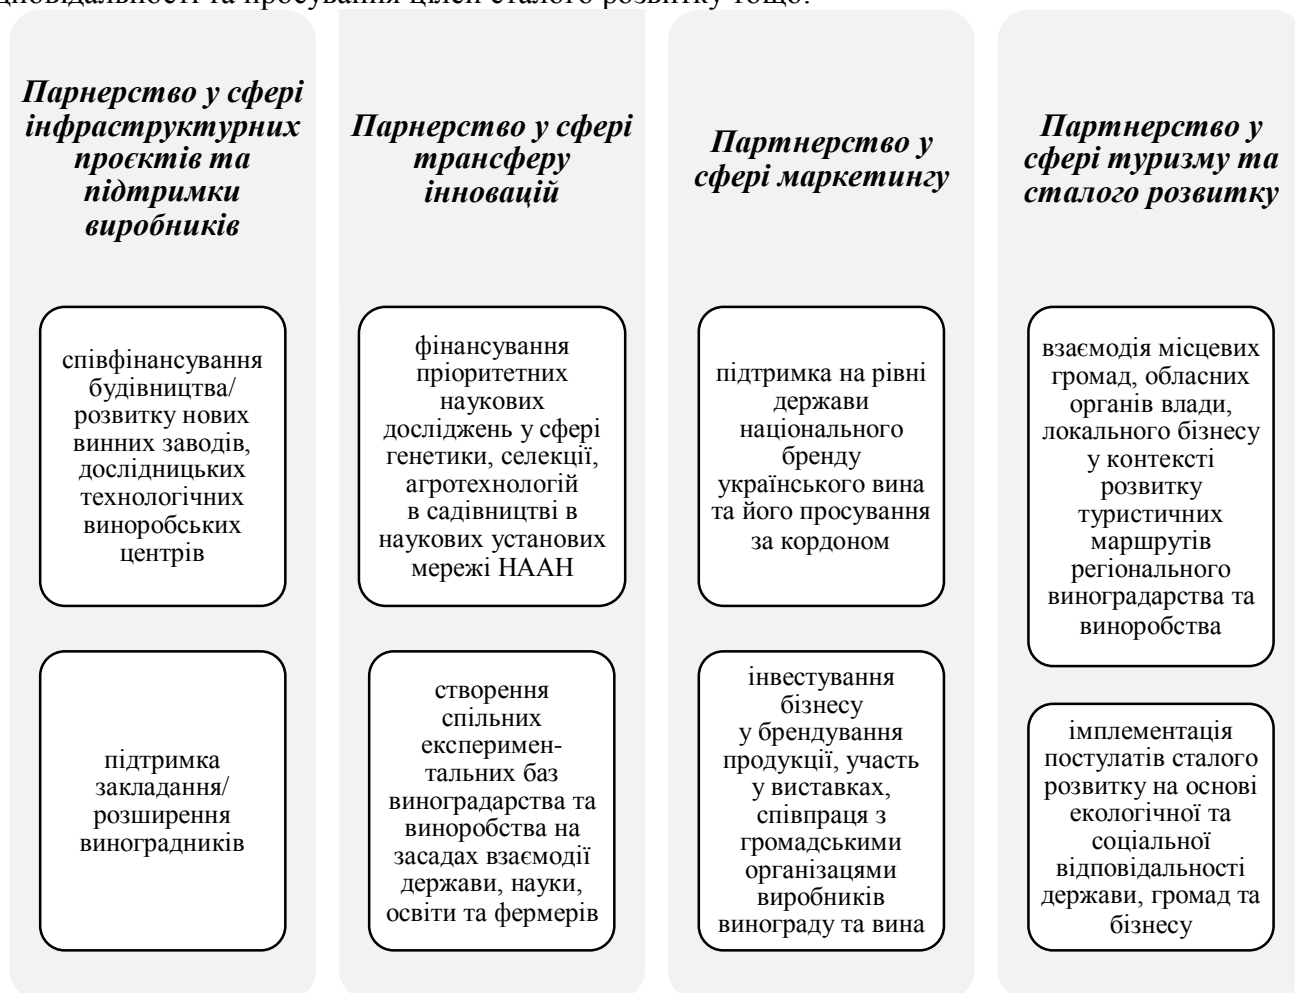 та просування цілей сталого розвитку тощо.
Парнерство у сфері
інфраструктурних
проєктів та
підтримки
виробників
співфінансування
будівництва/
розвитку нових
винних заводів,
дослідницьких
технологічних
виноробських
центрів
підтримка
закладання/
розширення
виноградників
Парнерство у сфері
трансферу
інновацій
фінансування
пріоритетних
наукових
досліджень у сфері
генетики, селекції,
агротехнологій
в садівництві в
наукових установах
мережі НААН
створення
спільних
експеримен-
тальних баз
виноградарства та
виноробства на
засадах взаємодії
держави, науки,
освіти та фермерів
Партнерство у
сфері маркетингу
підтримка на рівні
держави
національного
бренду
українського вина
та його просування
за кордоном
інвестування
бізнесу
у брендування
продукції, участь
у виставках,
співпраця з
громадськими
організацями
виробників
винограду та вина
Партнерство у
сфері туризму та
сталого розвитку
взаємодія місцевих
громад, обласних
органів влади,
локального бізнесу
у контексті
розвитку
туристичних
маршрутів
регіонального
виноградарства та
виноробства
імплементація
постулатів сталого
розвитку на основі
екологічної та
соціальної
відповідальності
держави, громад та
бізнесу